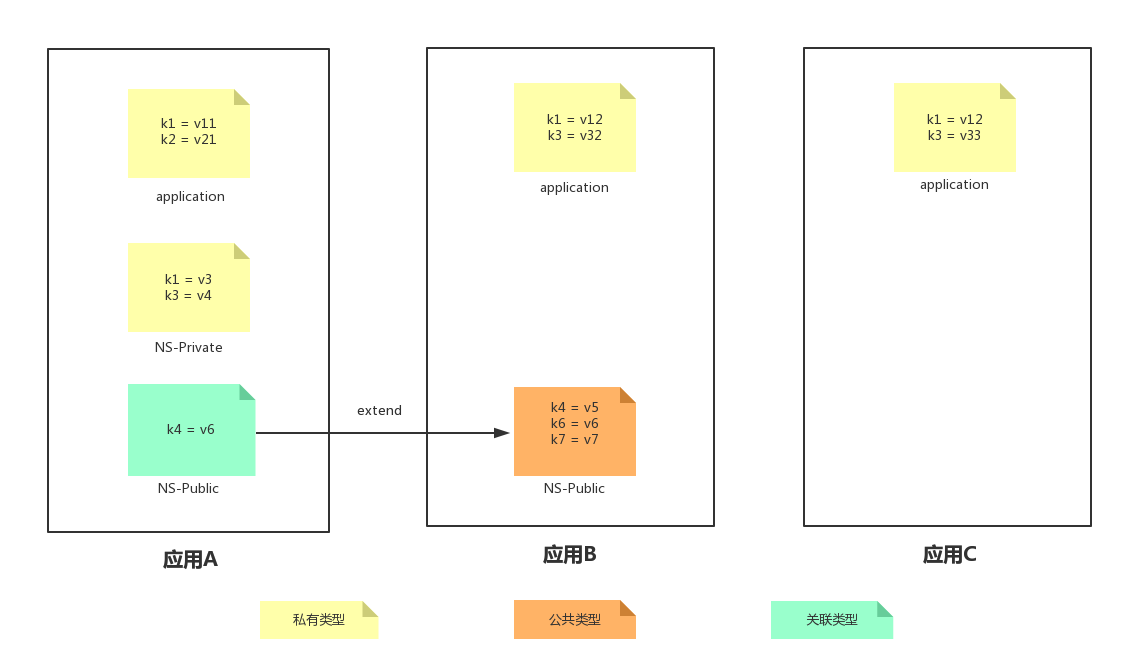 k1 = v11
k2 = v21
application
k1 = v3
k3 = v4
NS-Private
k4 = v6
NS-Public
应用A
extend
k1 = v12
k3 = v32
application
k4 = v5
k6 = v6
k7 = v7
NS-Public
应用B
k1 = v12
k3 = v33
application
应用C
私有类型
公共类型
关联类型